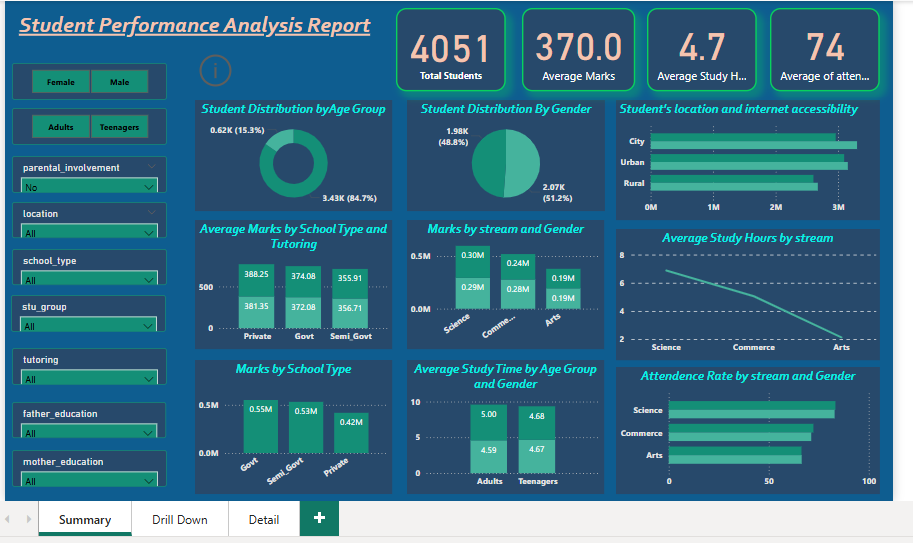 Student Performance Analysis Report
4051
Total Students
370.0
Average Marks
4.7
Average Study H...
74
Average of atten...
i
Female
Male
Adults
Teenagers
parental_involvement
No
location
All
school_type
All
stu_group
All
tutoring
All
father_education
All
mother_education
All
Student Distribution byAge Group
0.62K (15.3%)
3.43K (84.7%)
Student Distribution By Gender
1.98K
(48.8%)
2.07K
(51.2%)
Student's location and internet accessibility
City
Urban
Rural
0M
1M
2M
3M
Average Marks by School Type and
Tutoring
500
0
388.25
374.08
355.91
381.35
372.08
356.71
Private
Govt
Semi_Govt
Marks by stream and Gender
0.5M
0.0M
0.30M
0.24M
0.19M
0.29M
0.28M
0.19M
Science
Comme...
Arts
Average Study Hours by stream
8
6
4
2
Science
Commerce
Arts
Marks by School Type
0.5M
0.0M
0.55M
0.53M
0.42M
Govt
Semi_Govt
Private
Average Study Time by Age Group
and Gender
10
5
0
5.00
4.68
4.59
4.67
Adults
Teenagers
Attendence Rate by stream and Gender
Science
Commerce
Arts
0
50
100
Summary
Drill Down
Detail
+